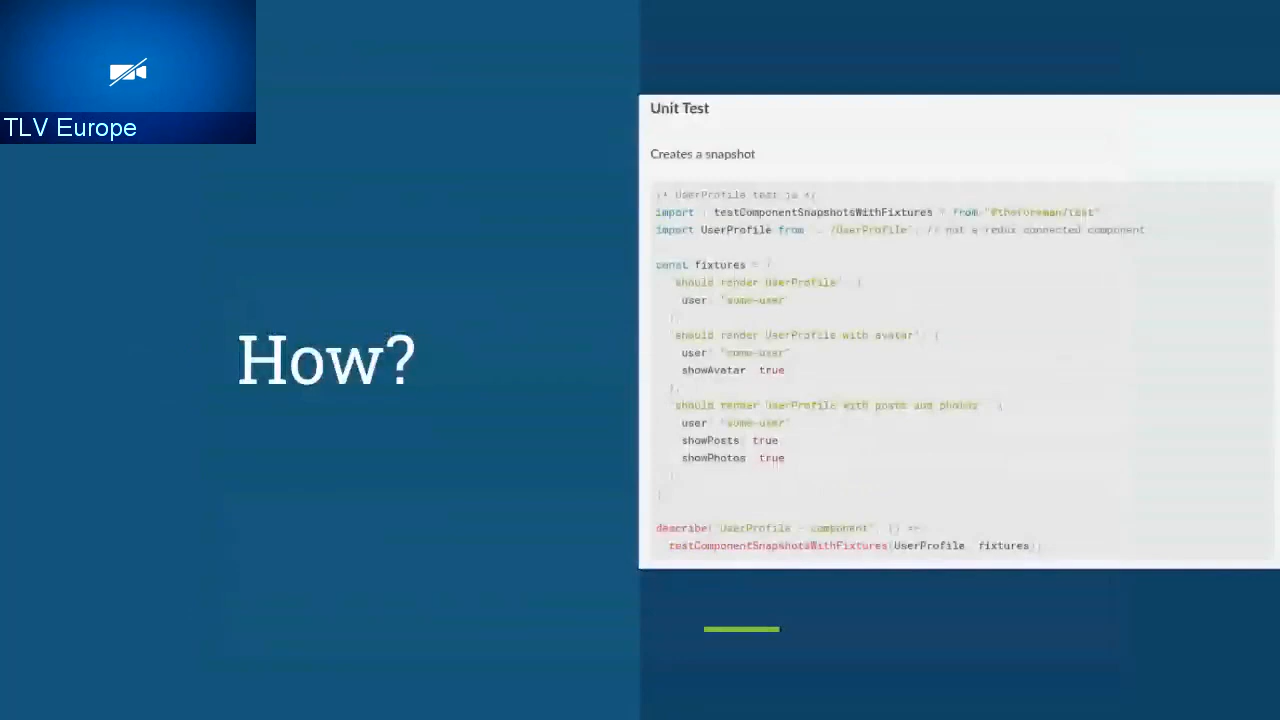 TLV Europe
How?
Unit Test
Creates a snapshot
/* UserProfile.test.js */
import { testComponentSnapshotsWithFixtures } from "@theforeman/test"
import UserProfile from "../UserProfile"; // not a redux connected component
const fixtures = {
"should render UserProfile": {
user: "some-user"
},
"should render UserProfile with avatar": {
user: "some-user"
showAvatar: true
},
"should render UserProfile with posts and photos": {
user: "some-user"
showPosts: true
showPhotos: true
}
}
describe("UserProfile - component", () =>
testComponentSnapshotsWithFixtures(UserProfile, fixtures))